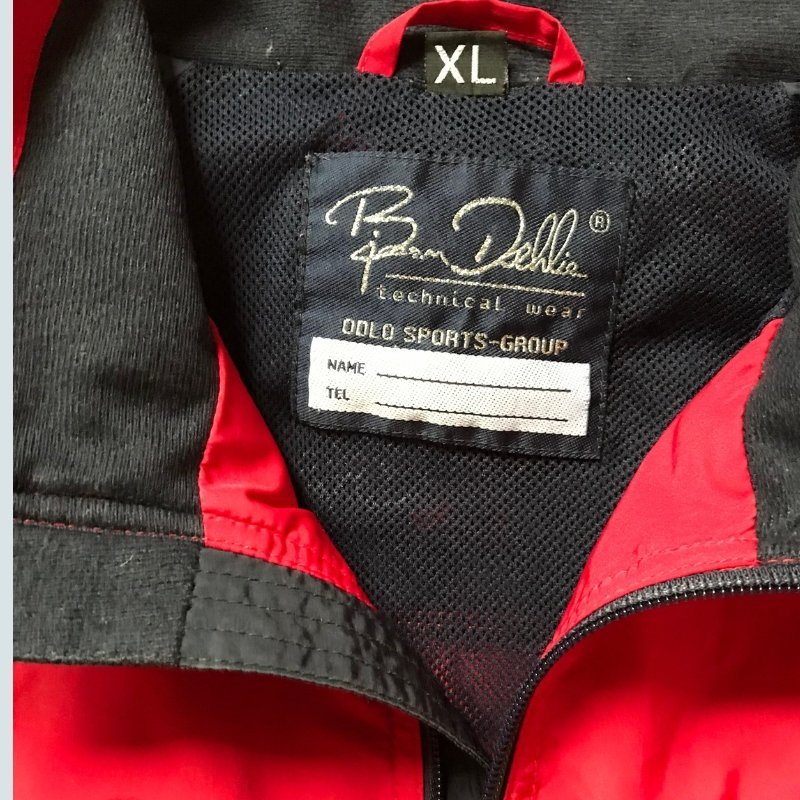 XL
Bjørn Dæhlie ®
technical wear
ODLO SPORTS-GROUP
NAME
TEL